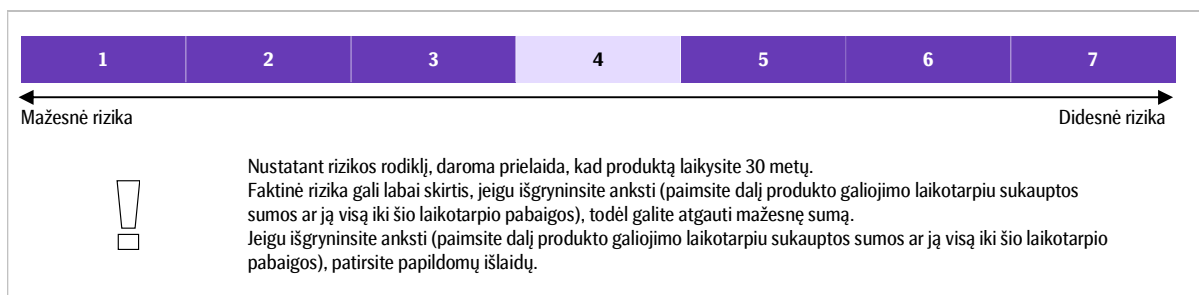 1 2 3 4 5 6 7
Mažesnė rizika Didesnė rizika
Nustatant rizikos rodiklį, daroma prielaida, kad produktą laikysite 30 metų.
Faktinė rizika gali labai skirtis, jeigu išgryninsite anksti (paimsite dalį produkto galiojimo laikotarpiu sukauptos
sumos ar ją visą iki šio laikotarpio pabaigos), todėl galite atgauti mažesnę sumą.
Jeigu išgryninsite anksti (paimsite dalį produkto galiojimo laikotarpiu sukauptos sumos ar ją visą iki šio laikotarpio
pabaigos), patirsite papildomų išlaidų.